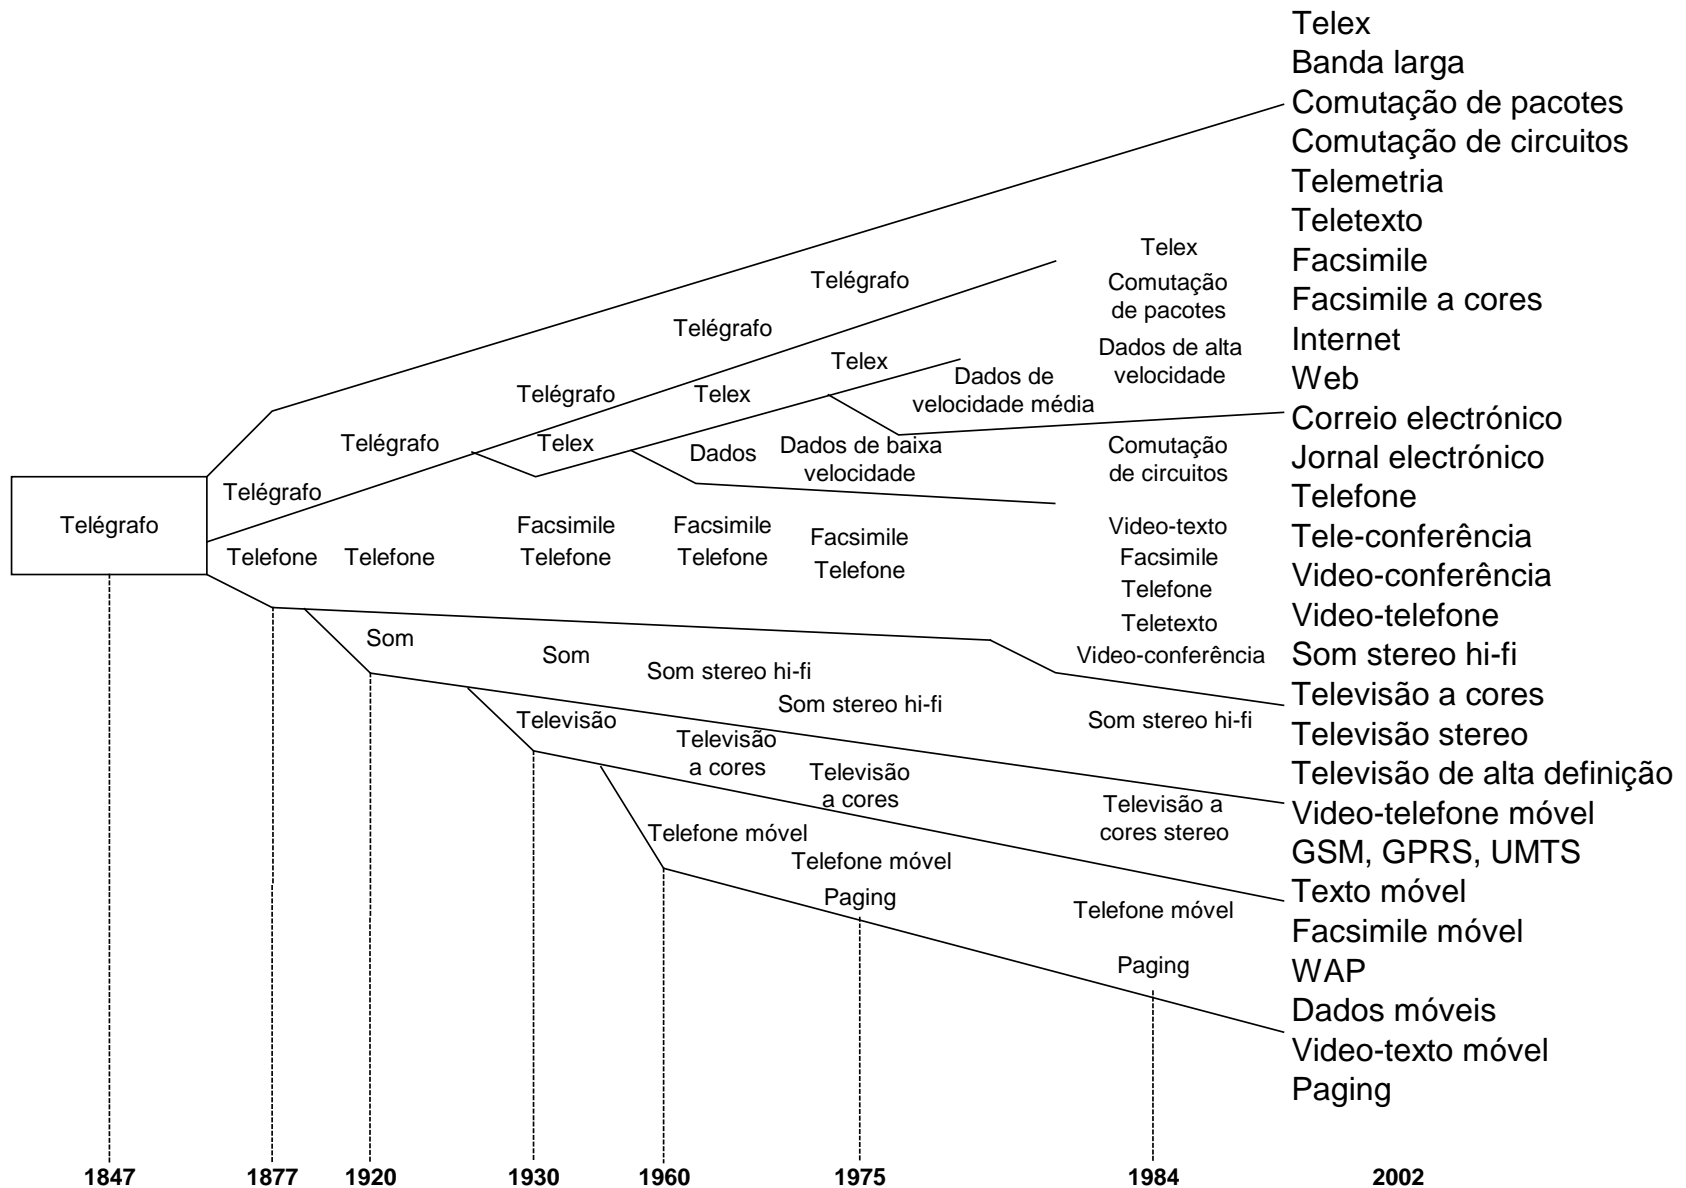 Telex
Banda larga
Comutação de pacotes
Comutação de circuitos
Telemetria
Teletexto
Facsimile
Facsimile a cores
Internet
Web
Correio electrónico
Jornal electrónico
Telefone
Tele-conferência
Video-conferência
Video-telefone
Som stereo hi-fi
Televisão a cores
Televisão stereo
Televisão de alta definição
Video-telefone móvel
GSM, GPRS, UMTS
Texto móvel
Facsimile móvel
WAP
Dados móveis
Video-texto móvel
Paging
Telégrafo
Telégrafo
Telefone
Telégrafo
Telefone
Som
Telégrafo
Telex
Facsimile
Telefone
Som
Televisão
Telégrafo
Telex
Dados
Facsimile
Telefone
Som stereo hi-fi
Televisão
a cores
Telefone móvel
Telégrafo
Telex
Dados de baixa
velocidade
Facsimile
Telefone
Som stereo hi-fi
Televisão
a cores
Telefone móvel
Paging
Dados de
velocidade média
Telex
Comutação
de pacotes
Dados de alta
velocidade
Comutação
de circuitos
Video-texto
Facsimile
Telefone
Teletexto
Video-conferência
Som stereo hi-fi
Televisão a
cores stereo
Telefone móvel
Paging
1847
1877
1920
1930
1960
1975
1984
2002